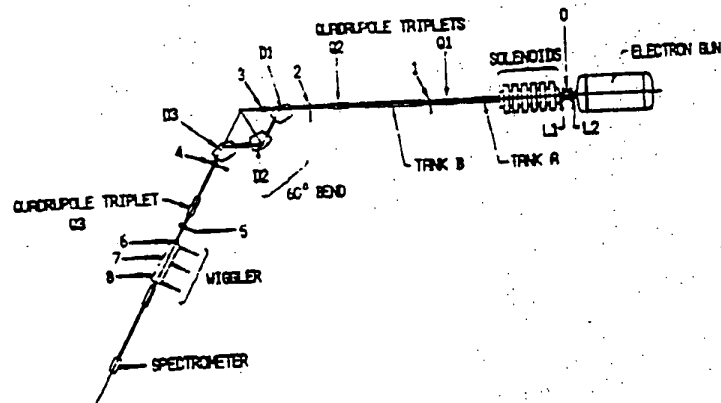 QUADRUPOLE TRIPLETS
Q2
Q1
D
SOLENOIDS
ELECTRON GUN
D1
2
1
3
L1
L2
D3
4
D2
60° BEND
TANK B
TANK A
QUADRUPOLE TRIPLET
Q3
5
6
7
8
WIGGLER
SPECTROMETER